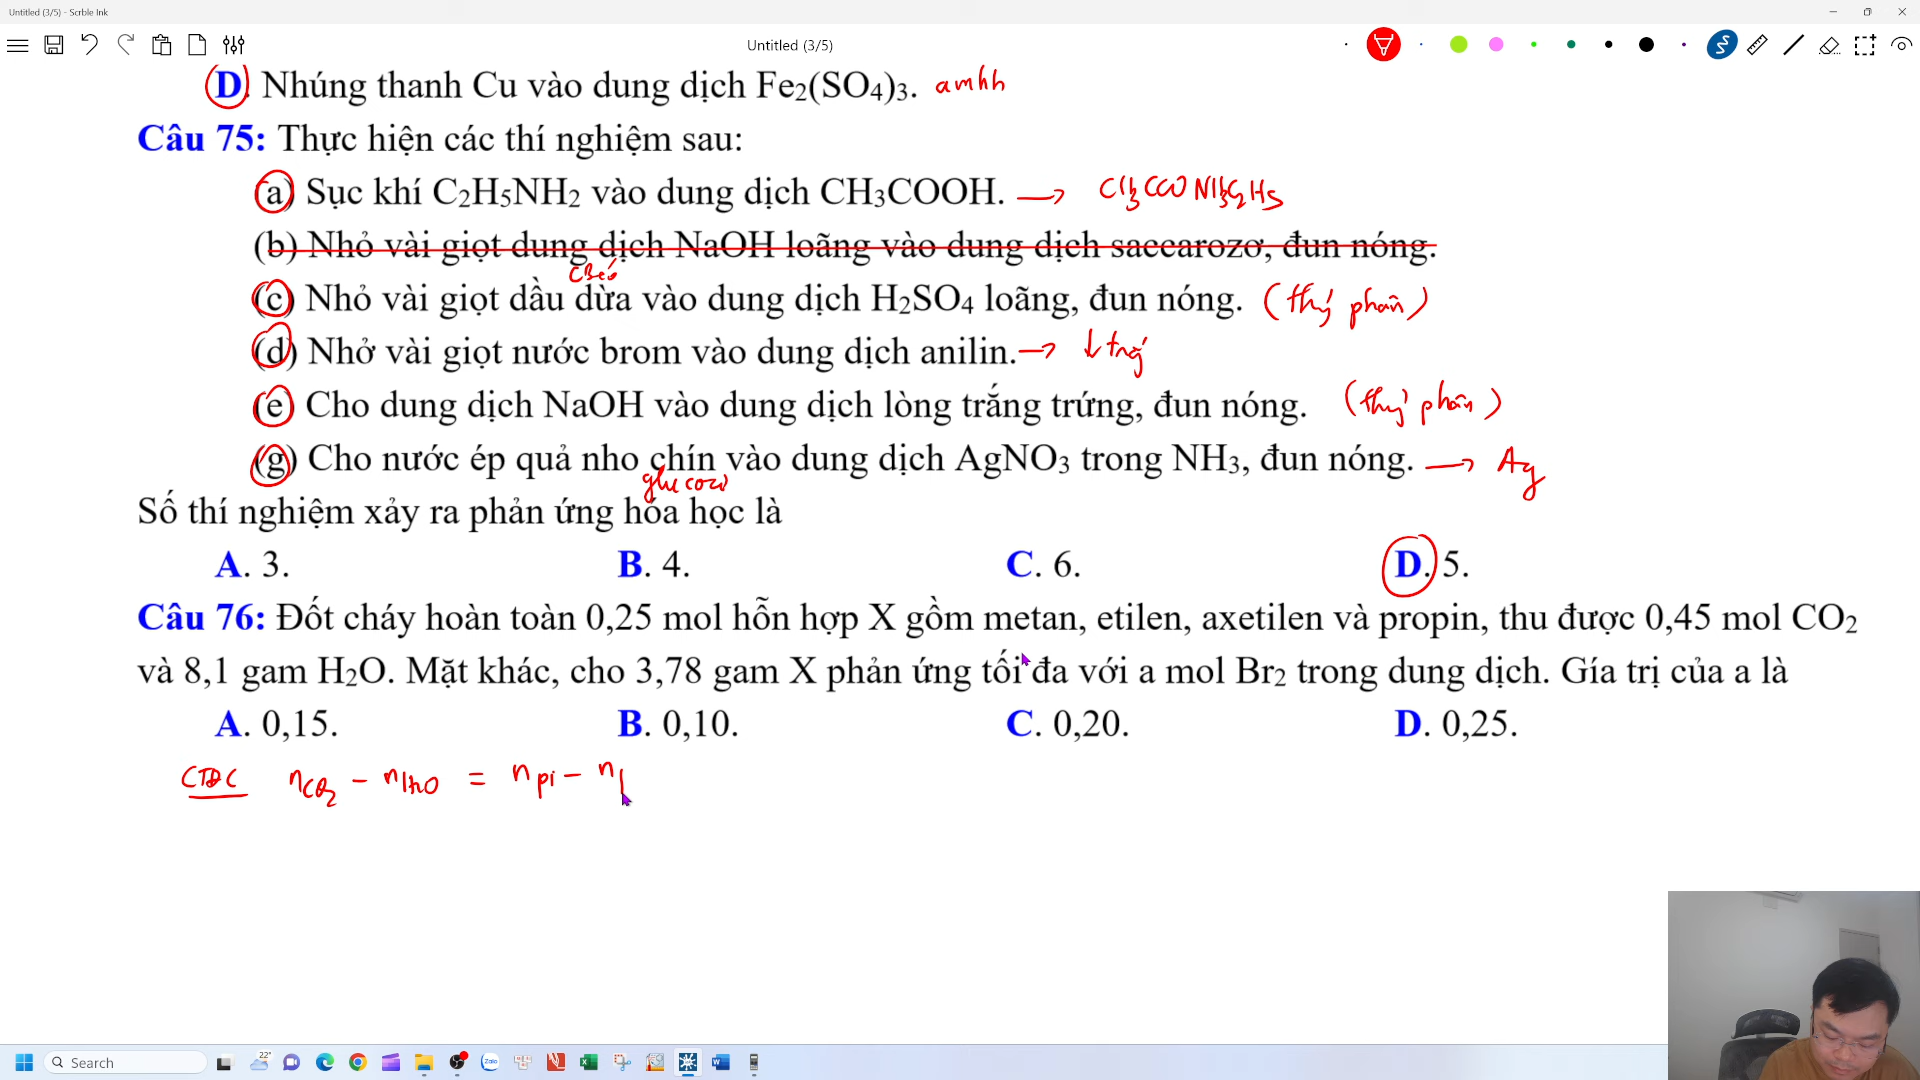 Untitled (3/5) - Scrble Ink
Untitled (3/5)
D. Nhúng thanh Cu vào dung dịch Fe2(SO4)3. amhh
Câu 75: Thực hiện các thí nghiệm sau:
(a) Sục khí C2H5NH2 vào dung dịch CH3COOH. → CH3COONH3C2H5
(b) Nhỏ vài giọt dung dịch NaOH loãng vào dung dịch saccarozơ, đun nóng.
cbéo
(c) Nhỏ vài giọt dầu dừa vào dung dịch H2SO4 loãng, đun nóng. (thuỷ phân)
(d) Nhở vài giọt nước brom vào dung dịch anilin. → ↓ trắng
(e) Cho dung dịch NaOH vào dung dịch lòng trắng trứng, đun nóng. (thuỷ phân)
(g) Cho nước ép quả nho chín vào dung dịch AgNO3 trong NH3, đun nóng. → Ag
glucozơ
Số thí nghiệm xảy ra phản ứng hóa học là
A. 3. B. 4. C. 6. D. 5.
Câu 76: Đốt cháy hoàn toàn 0,25 mol hỗn hợp X gồm metan, etilen, axetilen và propin, thu được 0,45 mol CO2
và 8,1 gam H2O. Mặt khác, cho 3,78 gam X phản ứng tối đa với a mol Br2 trong dung dịch. Gía trị của a là
A. 0,15. B. 0,10. C. 0,20. D. 0,25.
CTĐC nCO2 - nH2O = npi - n
22°
Search
Zalo